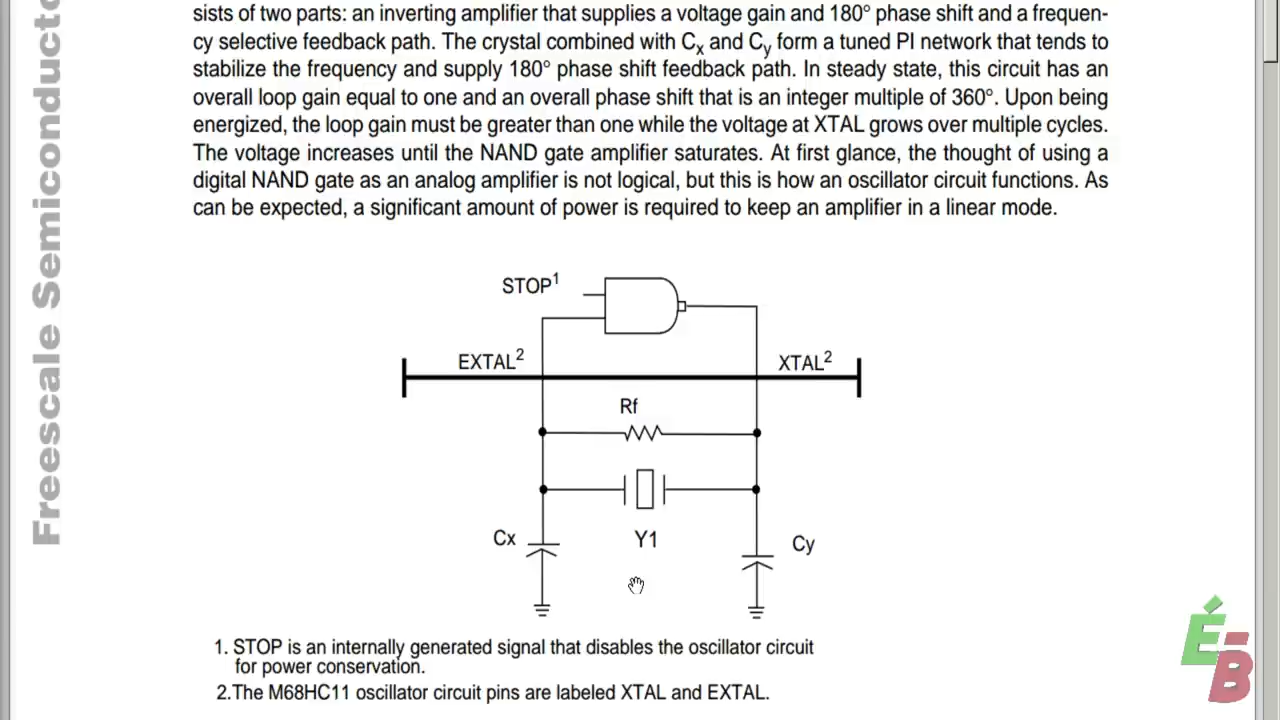 sists of two parts: an inverting amplifier that supplies a voltage gain and 180° phase shift and a frequen-
cy selective feedback path. The crystal combined with Cx and Cy form a tuned PI network that tends to
stabilize the frequency and supply 180° phase shift feedback path. In steady state, this circuit has an
overall loop gain equal to one and an overall phase shift that is an integer multiple of 360°. Upon being
energized, the loop gain must be greater than one while the voltage at XTAL grows over multiple cycles.
The voltage increases until the NAND gate amplifier saturates. At first glance, the thought of using a
digital NAND gate as an analog amplifier is not logical, but this is how an oscillator circuit functions. As
can be expected, a significant amount of power is required to keep an amplifier in a linear mode.
Freescale Semiconducto
STOP1
EXTAL2
XTAL2
Rf
Cx
Y1
Cy
1. STOP is an internally generated signal that disables the oscillator circuit
for power conservation.
2.The M68HC11 oscillator circuit pins are labeled XTAL and EXTAL.
É
B